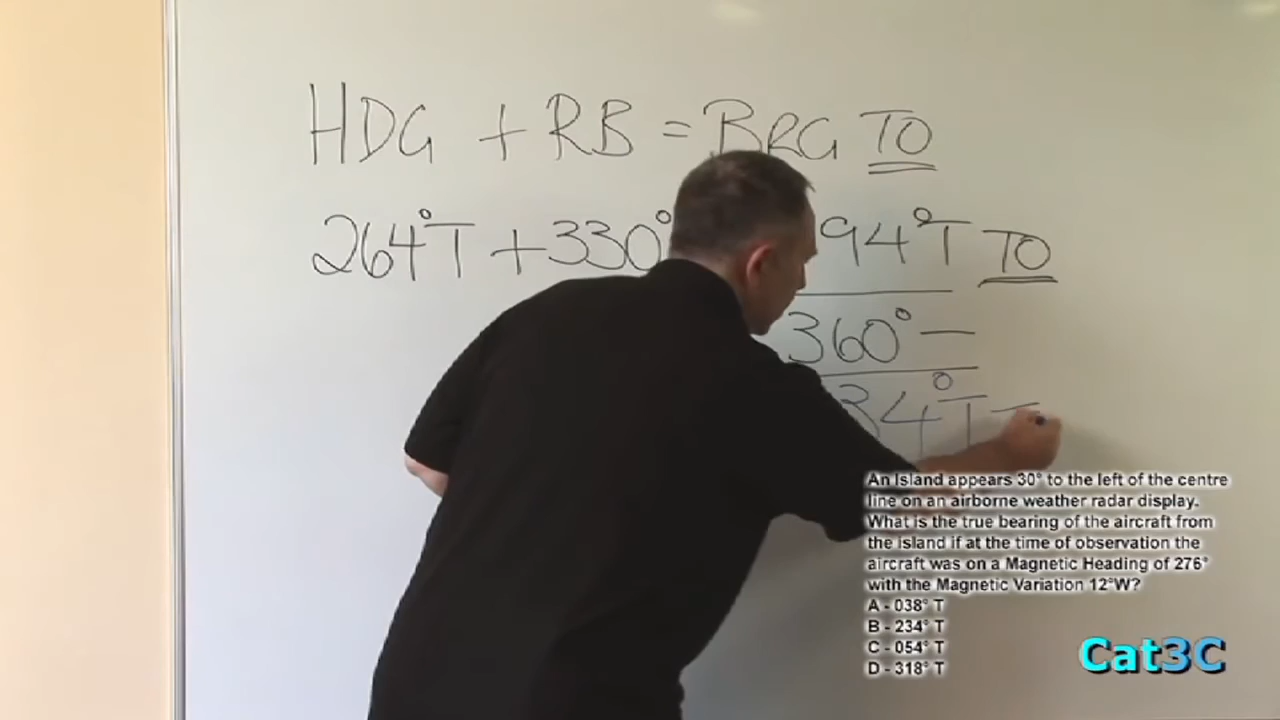 HDG + RB = BRG TO
264°T + 330° 94°T TO
360° —
34°T T
An Island appears 30° to the left of the centre
line on an airborne weather radar display.
What is the true bearing of the aircraft from
the island if at the time of observation the
aircraft was on a Magnetic Heading of 276°
with the Magnetic Variation 12°W?
A - 038° T
B - 234° T
C - 054° T
D - 318° T
Cat3C